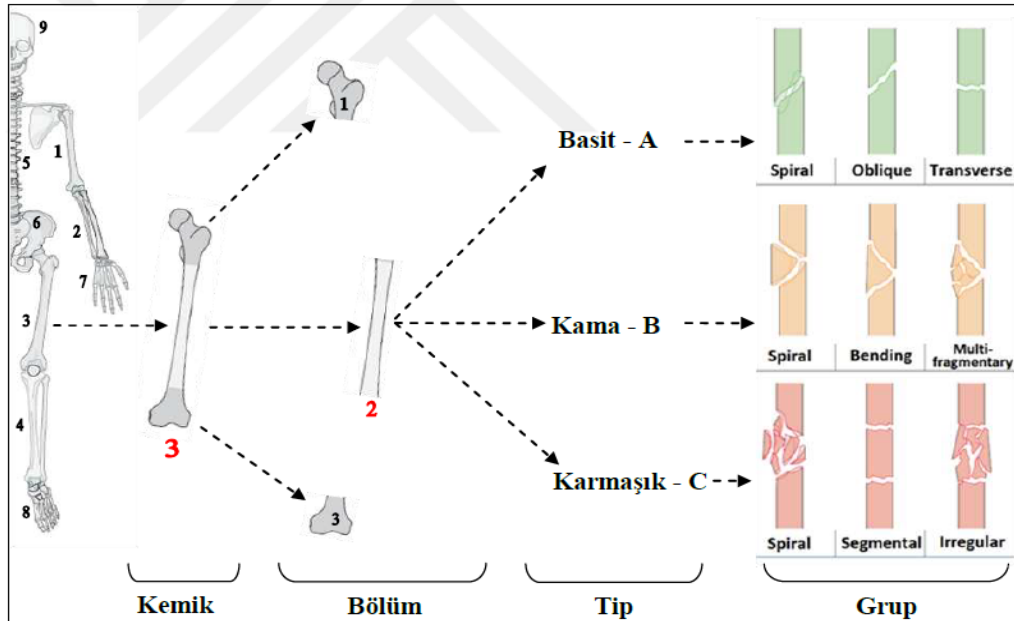 9
1
5
6
2
7
3
4
8
3
1
2
3
Basit - A
Kama - B
Karmaşık - C
Spiral Oblique Transverse
Spiral Bending Multi-
fragmentary
Spiral Segmental Irregular
Kemik Bölüm Tip Grup